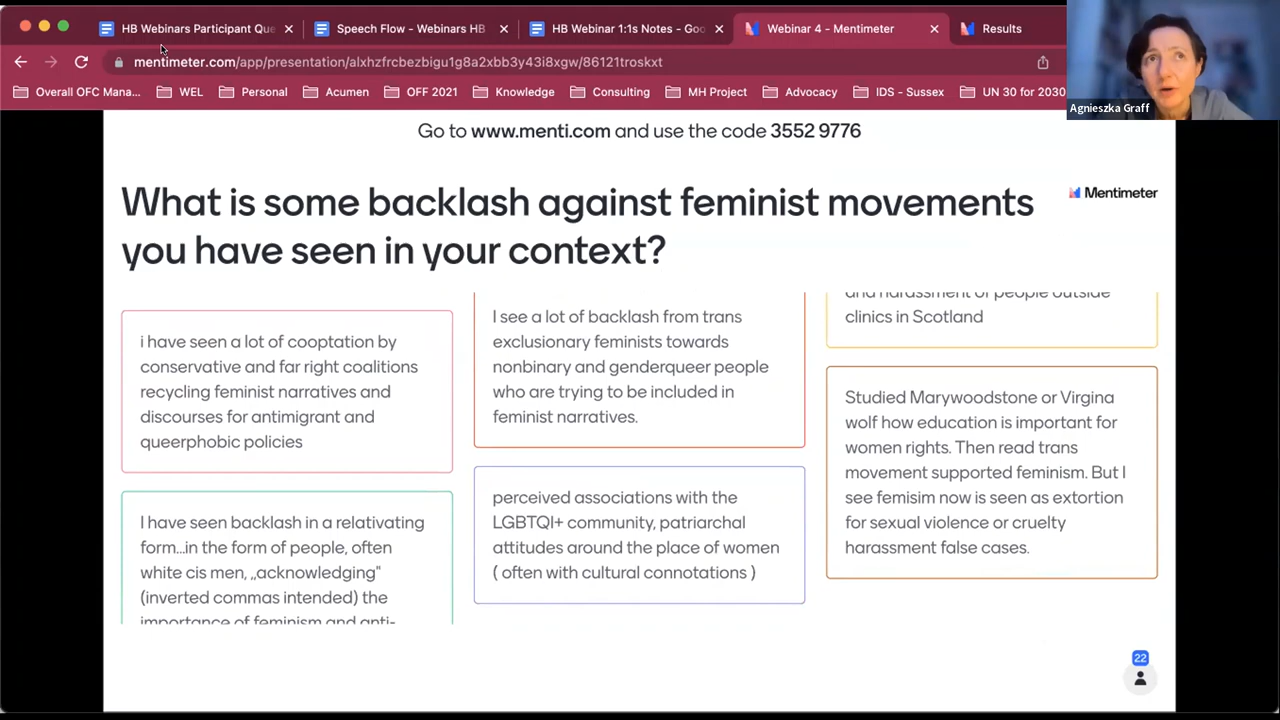 HB Webinars Participant Que
Speech Flow - Webinars HB
HB Webinar 1:1s Notes - Goo
Webinar 4 - Mentimeter
Results
mentimeter.com/app/presentation/alxhzfrcbezbigu1g8a2xbb3y43i8xgw/86121troskxt
Overall OFC Mana...
WEL
Personal
Acumen
OFF 2021
Knowledge
Consulting
MH Project
Advocacy
IDS - Sussex
UN 30 for 2030
Agnieszka Graff
Go to www.menti.com and use the code 3552 9776
What is some backlash against feminist movements
you have seen in your context?
Mentimeter
i have seen a lot of cooptation by
conservative and far right coalitions
recycling feminist narratives and
discourses for antimigrant and
queerphobic policies
I have seen backlash in a relativating
form...in the form of people, often
white cis men, „acknowledging"
(inverted commas intended) the
importance of feminism and anti-
I see a lot of backlash from trans
exclusionary feminists towards
nonbinary and genderqueer people
who are trying to be included in
feminist narratives.
perceived associations with the
LGBTQI+ community, patriarchal
attitudes around the place of women
( often with cultural connotations )
and harassment of people outside
clinics in Scotland
Studied Marywoodstone or Virgina
wolf how education is important for
women rights. Then read trans
movement supported feminism. But I
see femisim now is seen as extortion
for sexual violence or cruelty
harassment false cases.
22